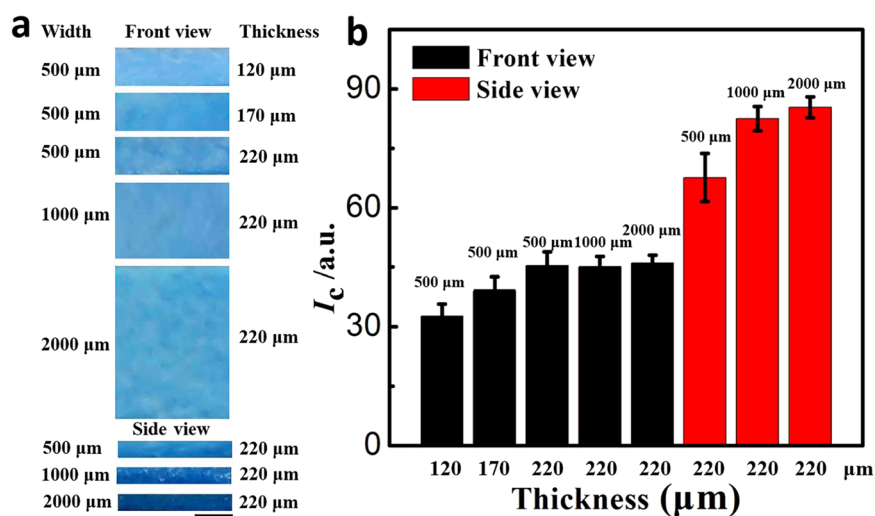 a
Width Front view Thickness
500 µm 120 µm
500 µm 170 µm
500 µm 220 µm
1000 µm 220 µm
2000 µm 220 µm
Side view
500 µm 220 µm
1000 µm 220 µm
2000 µm 220 µm
b
Front view
Side view
Ic /a.u.
90
60
30
0
500 µm 500 µm 500 µm 1000 µm 2000 µm 500 µm 1000 µm 2000 µm
120 170 220 220 220 220 220 220 µm
Thickness (µm)